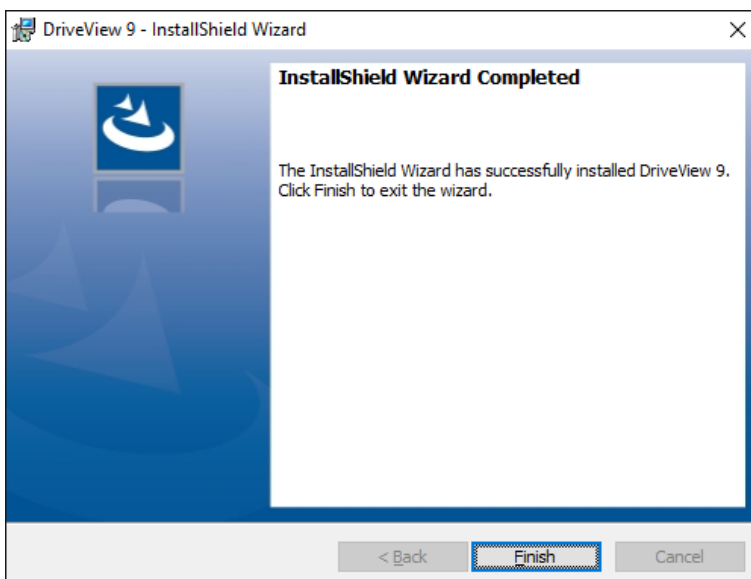 DriveView 9 - InstallShield Wizard
InstallShield Wizard Completed
The InstallShield Wizard has successfully installed DriveView 9.
Click Finish to exit the wizard.
< Back
Finish
Cancel